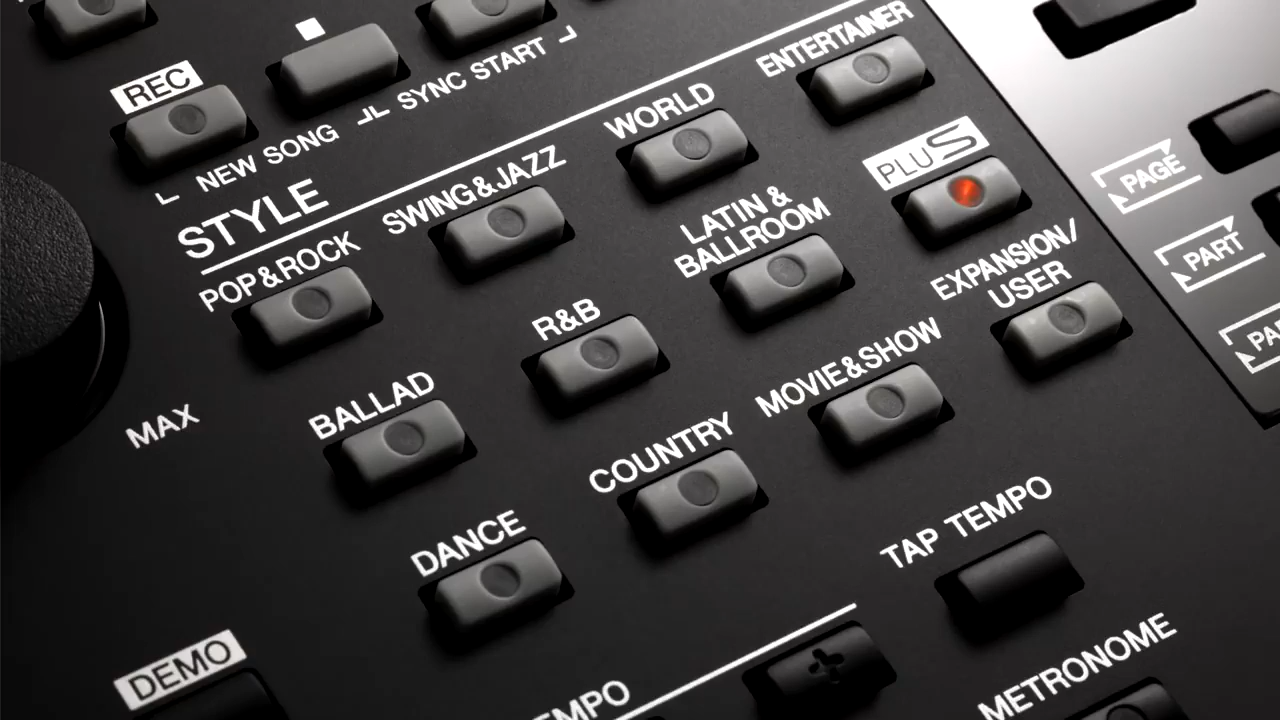 REC
NEW SONG
SYNC START
STYLE
POP&ROCK
SWING&JAZZ
WORLD
ENTERTAINER
BALLAD
R&B
LATIN &
BALLROOM
PLUS
DANCE
COUNTRY
MOVIE&SHOW
EXPANSION/
USER
MAX
PAGE
PART
TAP TEMPO
DEMO
METRONOME